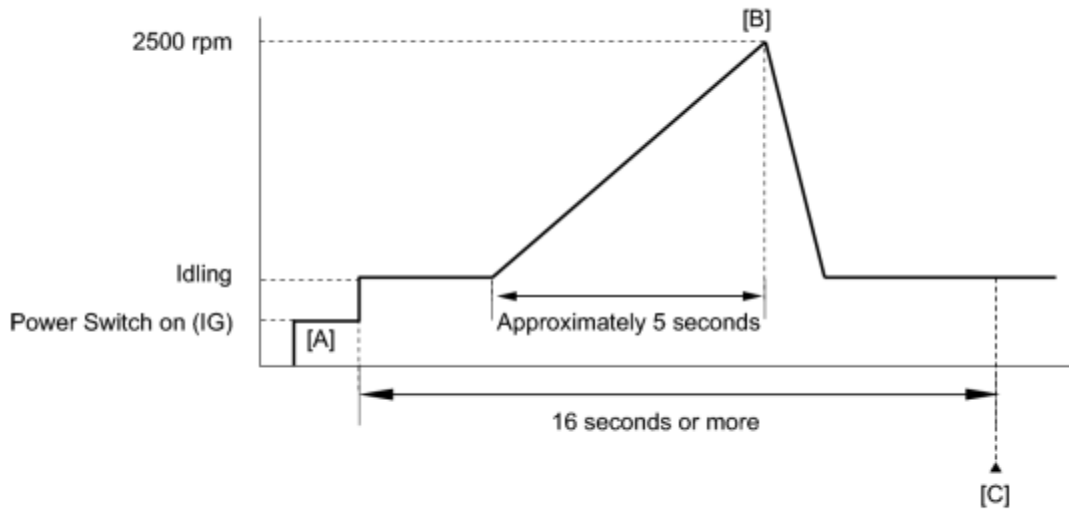 [B]
2500 rpm
Idling
Power Switch on (IG)
[A]
Approximately 5 seconds
16 seconds or more
[C]